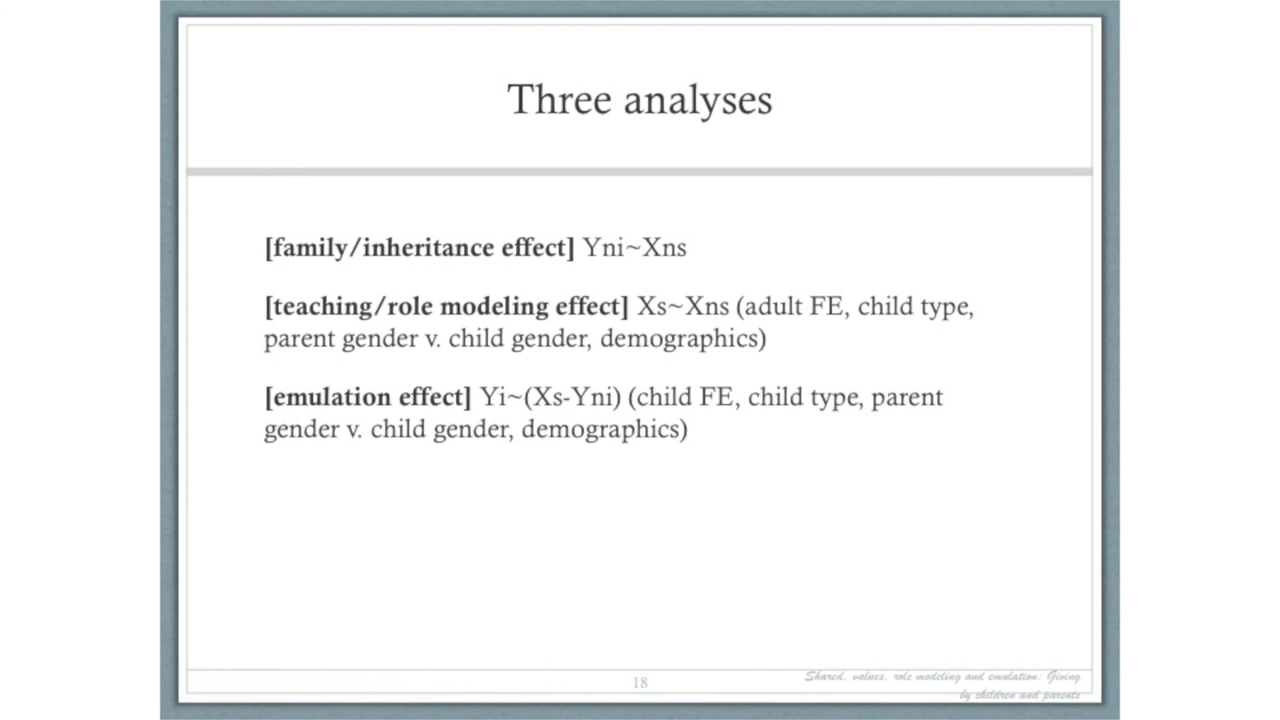 Three analyses
[family/inheritance effect] Yni~Xns
[teaching/role modeling effect] Xs~Xns (adult FE, child type,
parent gender v. child gender, demographics)
[emulation effect] Yi~(Xs-Yni) (child FE, child type, parent
gender v. child gender, demographics)
18
Shared, values, role modeling and emulation: Giving
by children and parents